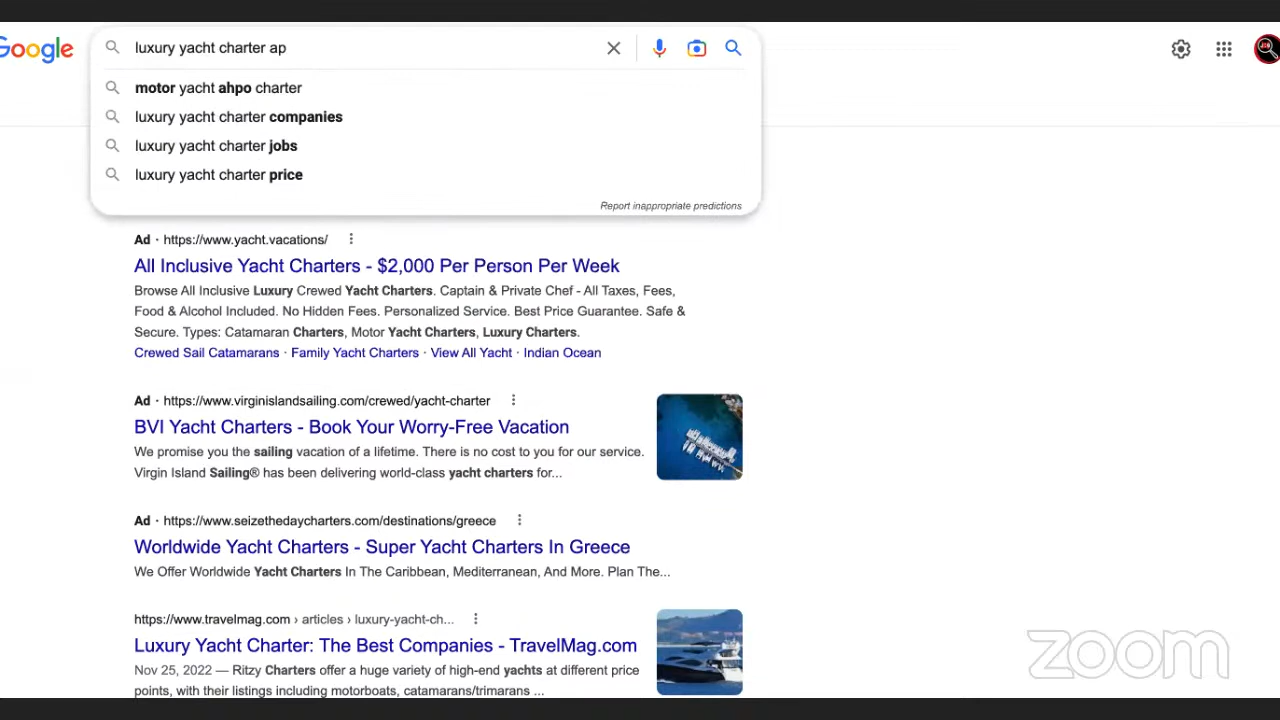 Google
luxury yacht charter ap
motor yacht ahpo charter
luxury yacht charter companies
luxury yacht charter jobs
luxury yacht charter price
Report inappropriate predictions
Ad · https://www.yacht.vacations/
All Inclusive Yacht Charters - $2,000 Per Person Per Week
Browse All Inclusive Luxury Crewed Yacht Charters. Captain & Private Chef - All Taxes, Fees,
Food & Alcohol Included. No Hidden Fees. Personalized Service. Best Price Guarantee. Safe &
Secure. Types: Catamaran Charters, Motor Yacht Charters, Luxury Charters.
Crewed Sail Catamarans · Family Yacht Charters · View All Yacht · Indian Ocean
Ad · https://www.virginislandsailing.com/crewed/yacht-charter
BVI Yacht Charters - Book Your Worry-Free Vacation
We promise you the sailing vacation of a lifetime. There is no cost to you for our service.
Virgin Island Sailing® has been delivering world-class yacht charters for...
Ad · https://www.seizethedaycharters.com/destinations/greece
Worldwide Yacht Charters - Super Yacht Charters In Greece
We Offer Worldwide Yacht Charters In The Caribbean, Mediterranean, And More. Plan The...
https://www.travelmag.com › articles › luxury-yacht-ch...
Luxury Yacht Charter: The Best Companies - TravelMag.com
Nov 25, 2022 — Ritzy Charters offer a huge variety of high-end yachts at different price
points, with their listings including motorboats, catamarans/trimarans ...
zoom